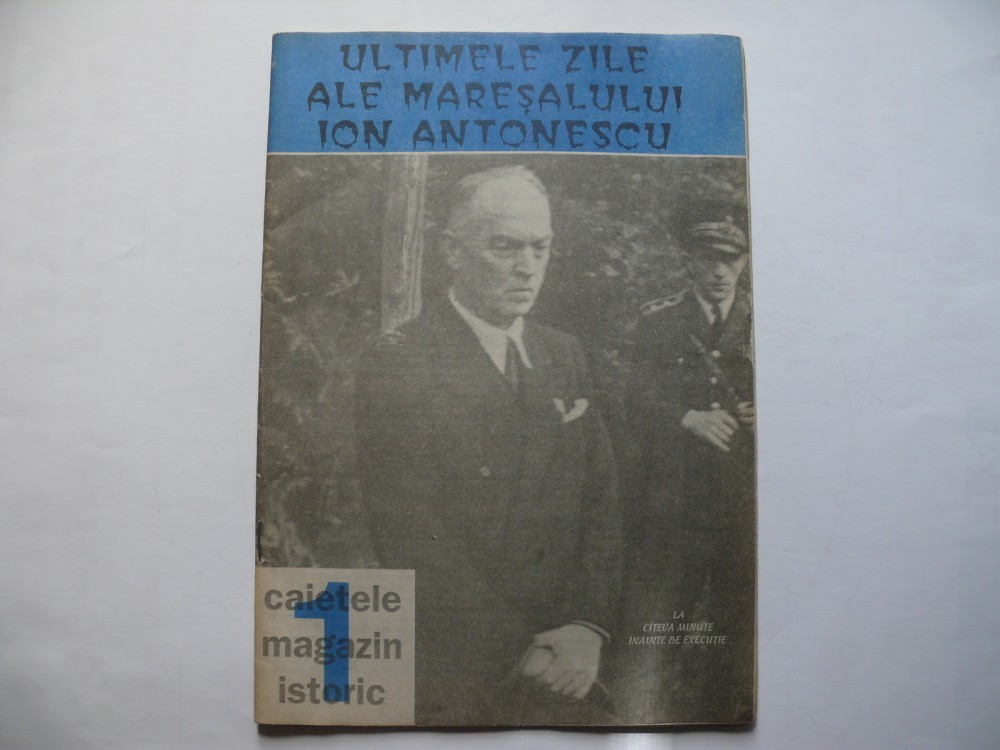 ULTIMELE ZILE
ALE MAREȘALULUI
ION ANTONESCU
LA
CÎTEVA MINUTE
ÎNAINTE DE EXECUȚIE
1
caietele
magazin
istoric